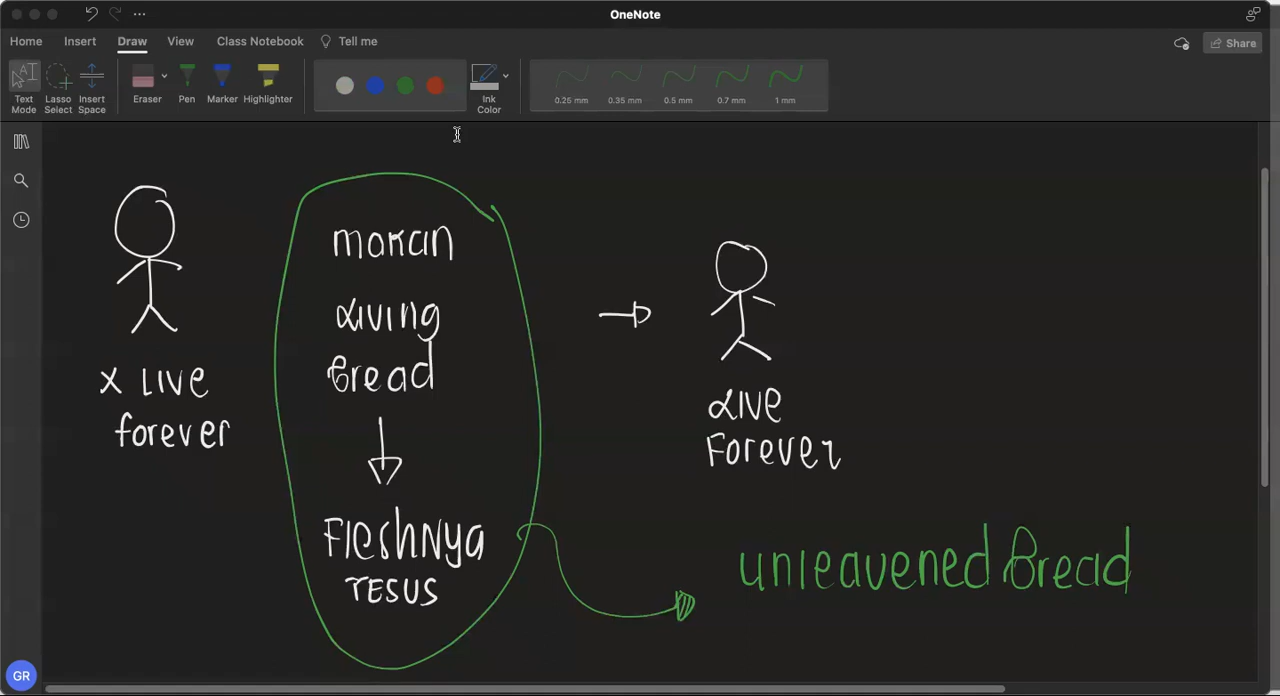 OneNote
Home Insert Draw View Class Notebook Tell me
Share
Text Mode
Lasso Select
Insert Space
Eraser
Pen
Marker
Highlighter
Ink Color
0.25 mm 0.35 mm 0.5 mm 0.7 mm 1 mm
makan
Living
Bread
FleshNya
JESUS
X LIVE
forever
LIVE
Forever
unleavened Bread
GR